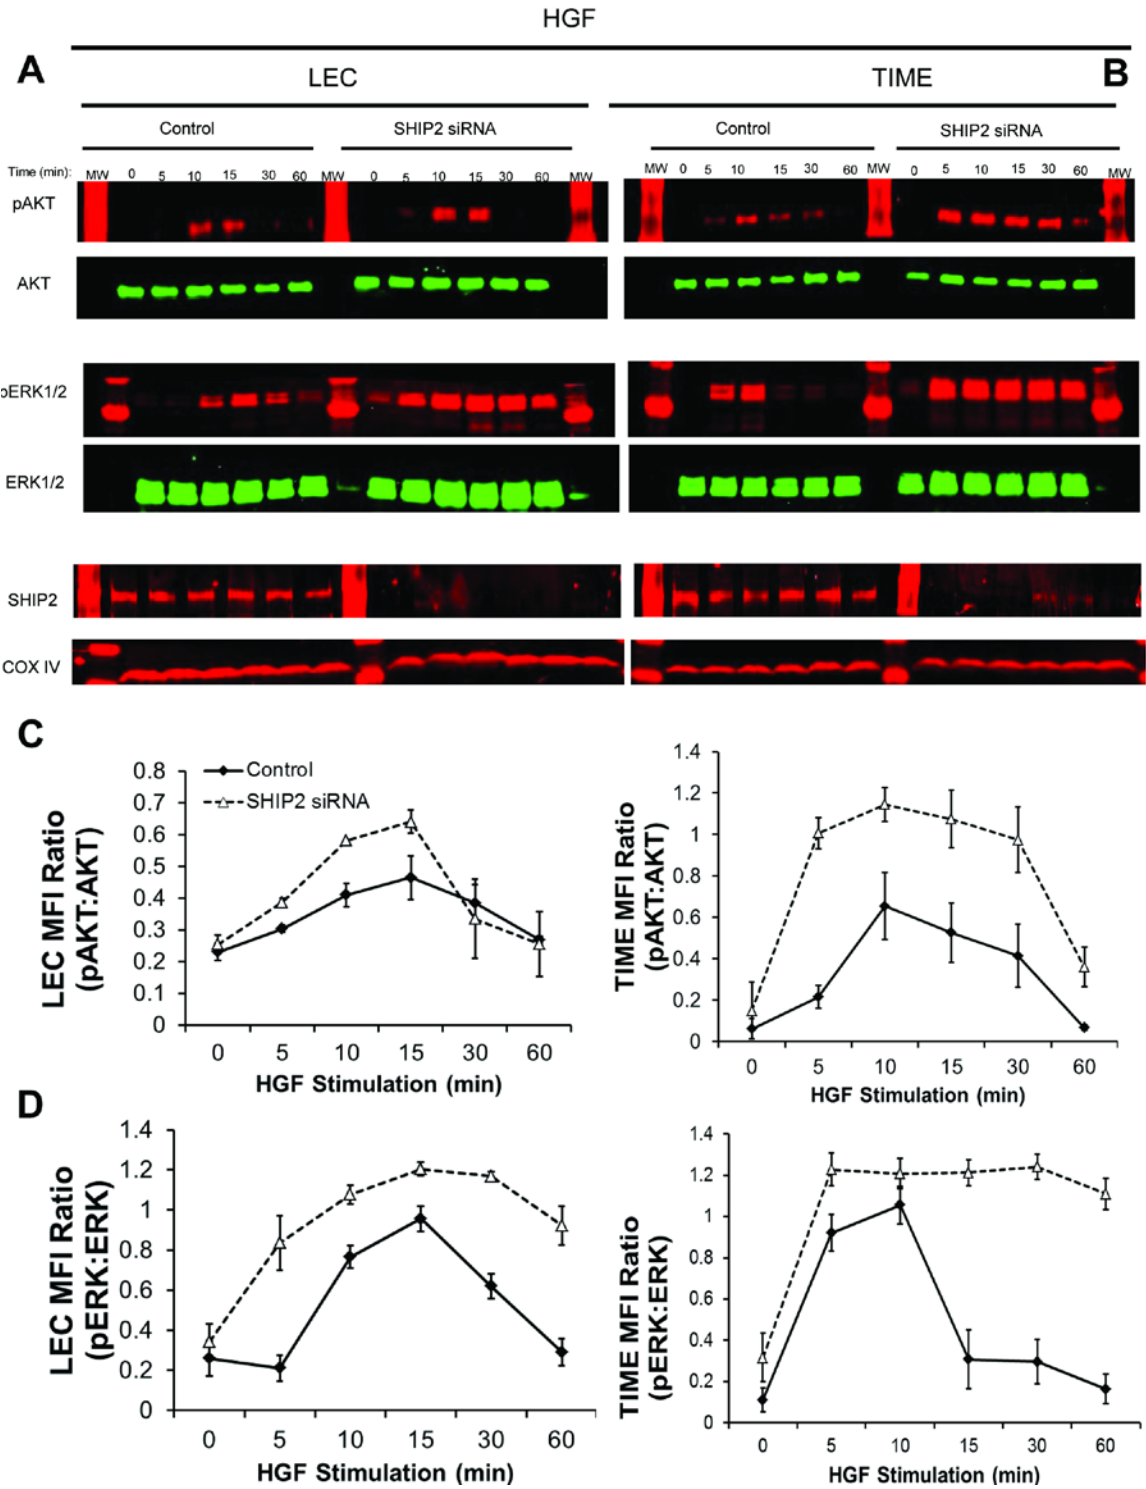 HGF
A
LEC
TIME
B
Control
SHIP2 siRNA
Control
SHIP2 siRNA
Time (min): MW 0 5 10 15 30 60 MW 0 5 10 15 30 60 MW
MW 0 5 10 15 30 60 MW 0 5 10 15 30 60 MW
pAKT
AKT
pERK1/2
ERK1/2
SHIP2
COX IV
C
LEC MFI Ratio
(pAKT:AKT)
0.8
0.7
0.6
0.5
0.4
0.3
0.2
0.1
0
Control
SHIP2 siRNA
0 5 10 15 30 60
HGF Stimulation (min)
TIME MFI Ratio
(pAKT:AKT)
1.4
1.2
1
0.8
0.6
0.4
0.2
0
0 5 10 15 30 60
HGF Stimulation (min)
D
LEC MFI Ratio
(pERK:ERK)
1.4
1.2
1
0.8
0.6
0.4
0.2
0
0 5 10 15 30 60
HGF Stimulation (min)
TIME MFI Ratio
(pERK:ERK)
1.4
1.2
1
0.8
0.6
0.4
0.2
0
0 5 10 15 30 60
HGF Stimulation (min)